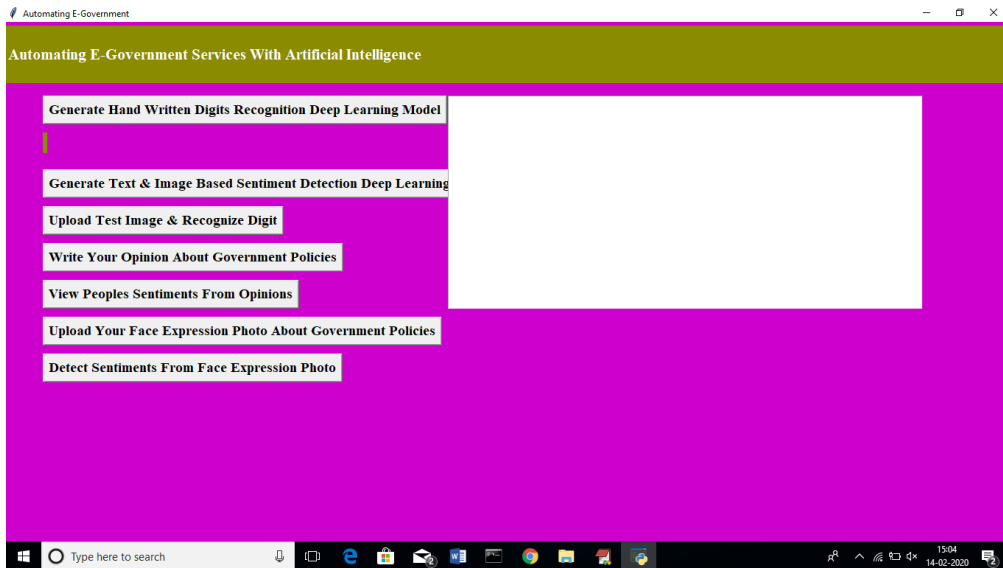 Automating E-Government
Automating E-Government Services With Artificial Intelligence
Generate Hand Written Digits Recognition Deep Learning Model
Generate Text & Image Based Sentiment Detection Deep Learning
Upload Test Image & Recognize Digit
Write Your Opinion About Government Policies
View Peoples Sentiments From Opinions
Upload Your Face Expression Photo About Government Policies
Detect Sentiments From Face Expression Photo
Type here to search
15:04
14-02-2020